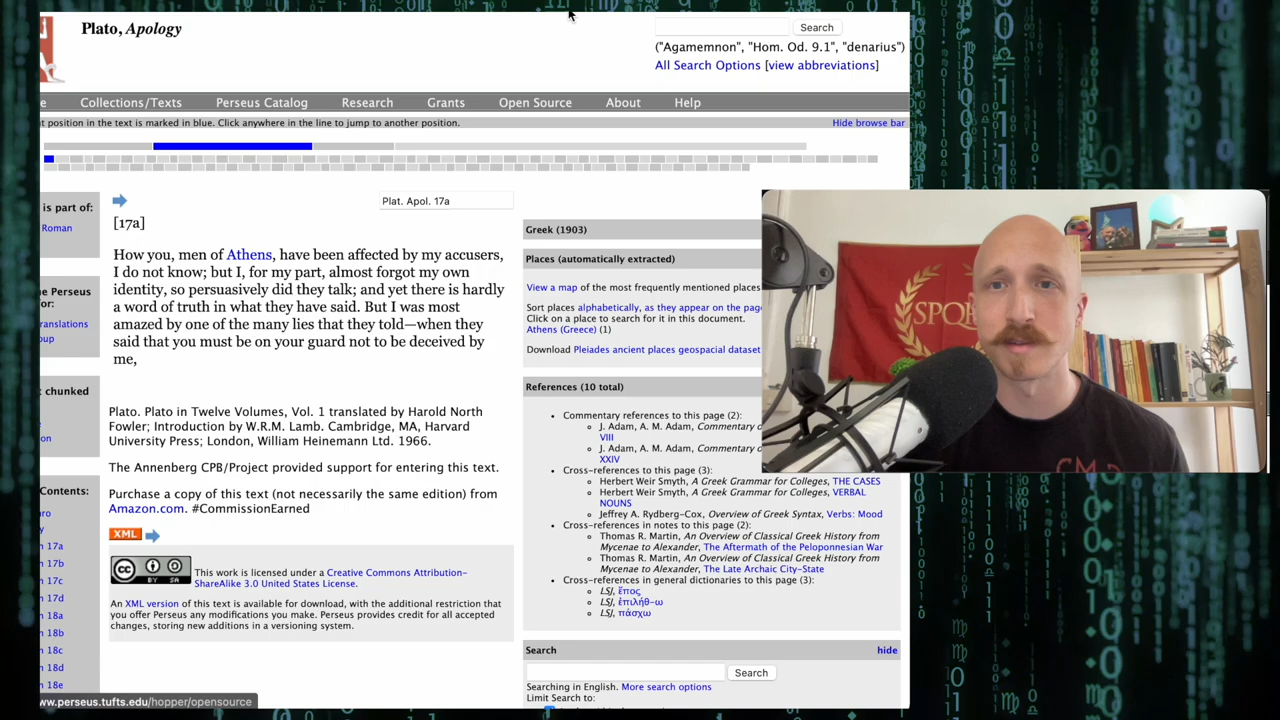 Plato, Apology
Search
("Agamemnon", "Hom. Od. 9.1", "denarius")
All Search Options [view abbreviations]
Collections/Texts Perseus Catalog Research Grants Open Source About Help
position in the text is marked in blue. Click anywhere in the line to jump to another position. Hide browse bar
is part of:
Roman
Perseus
or:
ranslations
oup
chunked
on
Contents:
17a
17b
17c
17d
18a
18b
18c
18d
18e
Plat. Apol. 17a
[17a]
How you, men of Athens, have been affected by my accusers,
I do not know; but I, for my part, almost forgot my own
identity, so persuasively did they talk; and yet there is hardly
a word of truth in what they have said. But I was most
amazed by one of the many lies that they told—when they
said that you must be on your guard not to be deceived by
me,
Plato. Plato in Twelve Volumes, Vol. 1 translated by Harold North
Fowler; Introduction by W.R.M. Lamb. Cambridge, MA, Harvard
University Press; London, William Heinemann Ltd. 1966.
The Annenberg CPB/Project provided support for entering this text.
Purchase a copy of this text (not necessarily the same edition) from
Amazon.com. #CommissionEarned
XML
cc BY SA
This work is licensed under a Creative Commons Attribution-
ShareAlike 3.0 United States License.
An XML version of this text is available for download, with the additional restriction that
you offer Perseus any modifications you make. Perseus provides credit for all accepted
changes, storing new additions in a versioning system.
Greek (1903)
Places (automatically extracted)
View a map of the most frequently mentioned places
Sort places alphabetically, as they appear on the page
Click on a place to search for it in this document.
Athens (Greece) (1)
Download Pleiades ancient places geospacial dataset
References (10 total)
Commentary references to this page (2):
J. Adam, A. M. Adam, Commentary o
VIII
J. Adam, A. M. Adam, Commentary o
XXIV
Cross-references to this page (3):
Herbert Weir Smyth, A Greek Grammar for Colleges, THE CASES
Herbert Weir Smyth, A Greek Grammar for Colleges, VERBAL
NOUNS
Jeffrey A. Rydberg-Cox, Overview of Greek Syntax, Verbs: Mood
Cross-references in notes to this page (2):
Thomas R. Martin, An Overview of Classical Greek History from
Mycenae to Alexander, The Aftermath of the Peloponnesian War
Thomas R. Martin, An Overview of Classical Greek History from
Mycenae to Alexander, The Late Archaic City-State
Cross-references in general dictionaries to this page (3):
LSJ, ἔπος
LSJ, ἐπιλήθ-ω
LSJ, πάσχω
Search hide
Search
Searching in English. More search options
Limit Search to:
ww.perseus.tufts.edu/hopper/opensource
SPQR